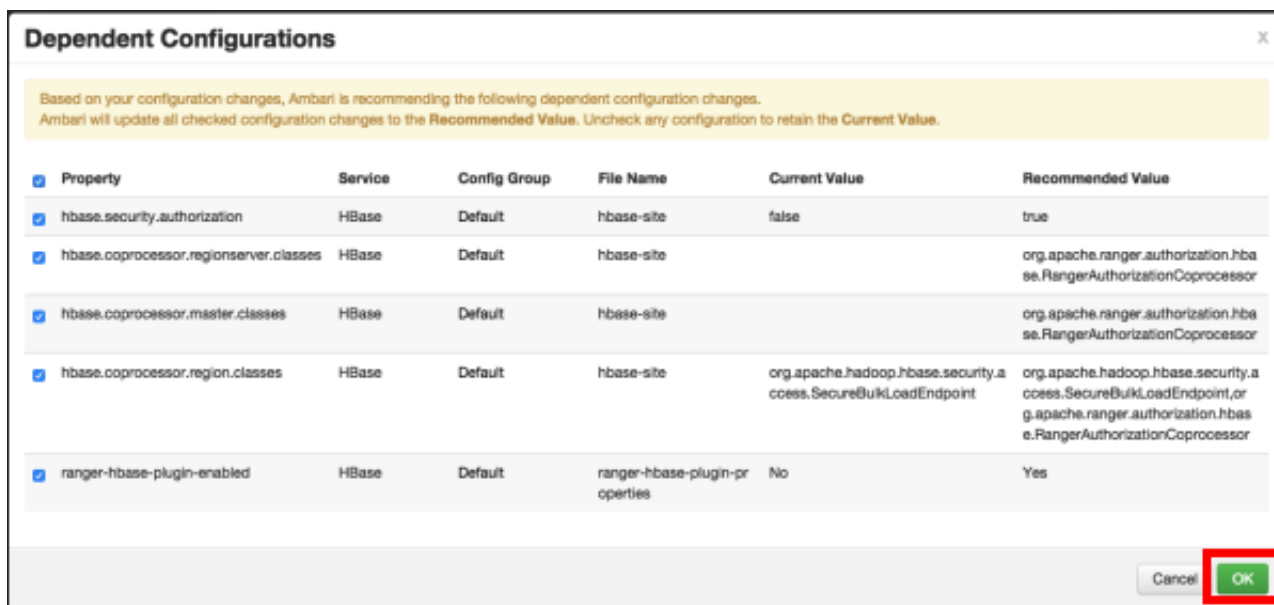 Dependent Configurations
X
Based on your configuration changes, Ambari is recommending the following dependent configuration changes.
Ambari will update all checked configuration changes to the Recommended Value. Uncheck any configuration to retain the Current Value.
Property Service Config Group File Name Current Value Recommended Value
hbase.security.authorization HBase Default hbase-site false true
hbase.coprocessor.regionserver.classes HBase Default hbase-site org.apache.ranger.authorization.hba
se.RangerAuthorizationCoprocessor
hbase.coprocessor.master.classes HBase Default hbase-site org.apache.ranger.authorization.hba
se.RangerAuthorizationCoprocessor
hbase.coprocessor.region.classes HBase Default hbase-site org.apache.hadoop.hbase.security.a org.apache.hadoop.hbase.security.a
ccess.SecureBulkLoadEndpoint ccess.SecureBulkLoadEndpoint,or
g.apache.ranger.authorization.hbas
e.RangerAuthorizationCoprocessor
ranger-hbase-plugin-enabled HBase Default ranger-hbase-plugin-pr No Yes
operties
Cancel OK